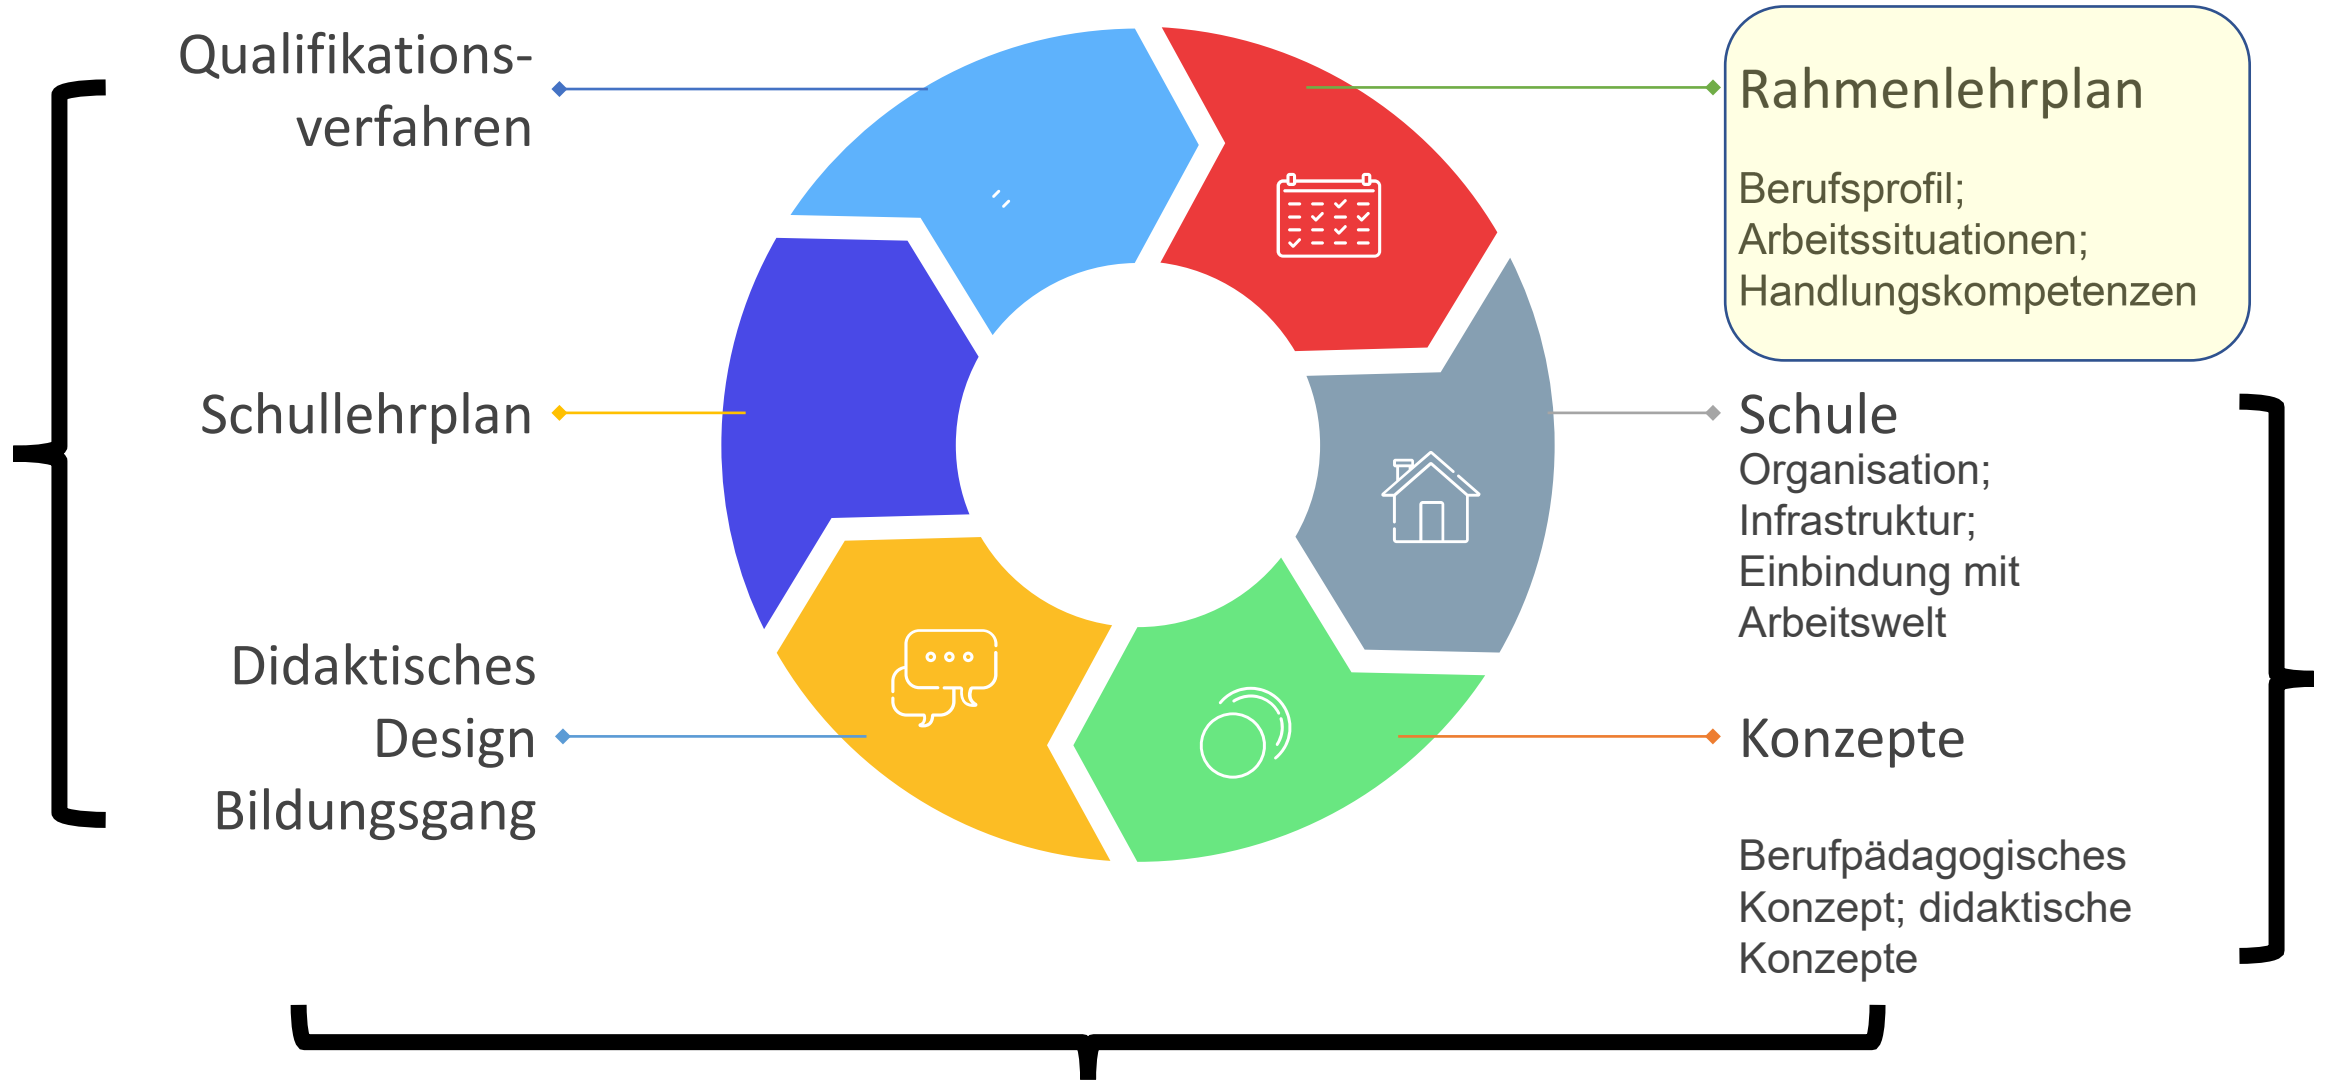 Qualifikations-
verfahren
Schullehrplan
Didaktisches
Design
Bildungsgang
Rahmenlehrplan
Berufsprofil;
Arbeitssituationen;
Handlungskompetenzen
Schule
Organisation;
Infrastruktur;
Einbindung mit
Arbeitswelt
Konzepte
Berufpädagogisches
Konzept; didaktische
Konzepte